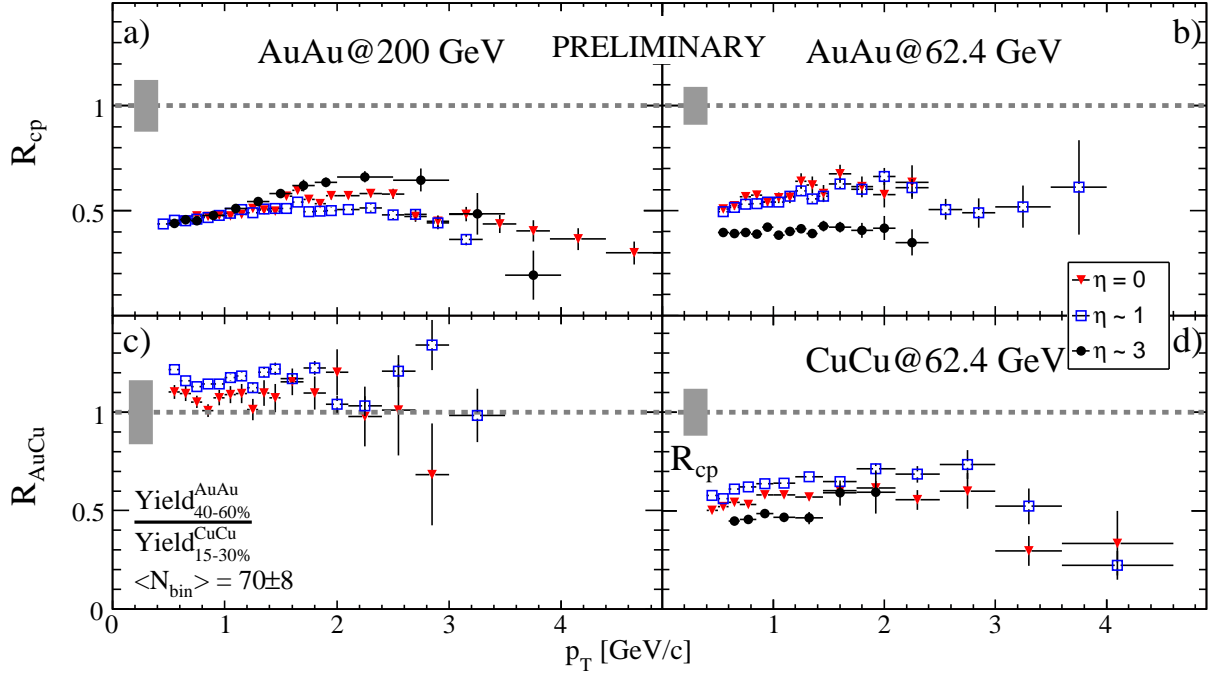 a)
AuAu@200 GeV
PRELIMINARY
AuAu@62.4 GeV
b)
1
0.5
R_cp
η = 0
η ~ 1
η ~ 3
c)
CuCu@62.4 GeV
d)
1
0.5
0
R_AuCu
R_cp
Yield^AuAu_40-60%
Yield^CuCu_15-30%
<N_bin> = 70±8
0 1 2 3 4 1 2 3 4
p_T [GeV/c]